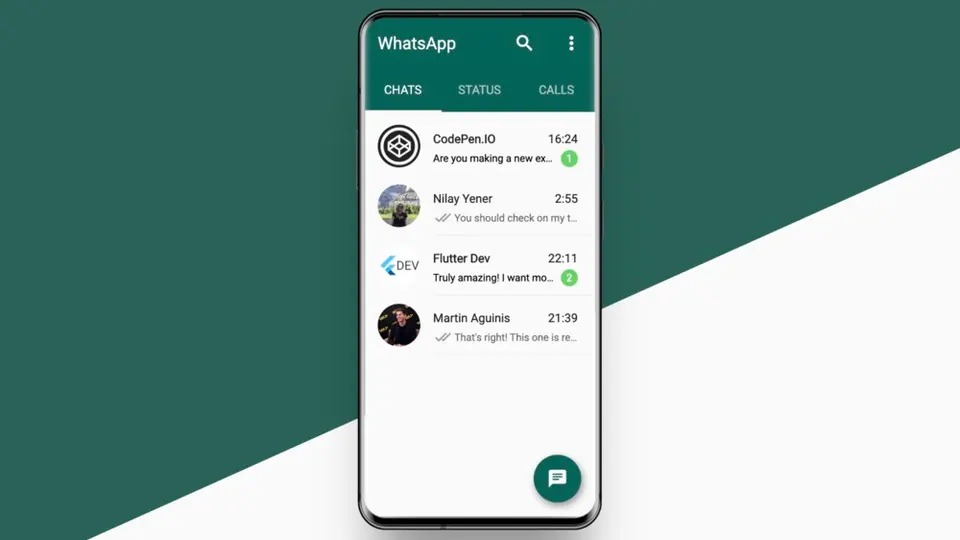 WhatsApp
CHATS STATUS CALLS
CodePen.IO 16:24
Are you making a new ex... 1
Nilay Yener 2:55
You should check on my t...
DEV
Flutter Dev 22:11
Truly amazing! I want mo... 2
Martin Aguinis 21:39
That's right! This one is re...